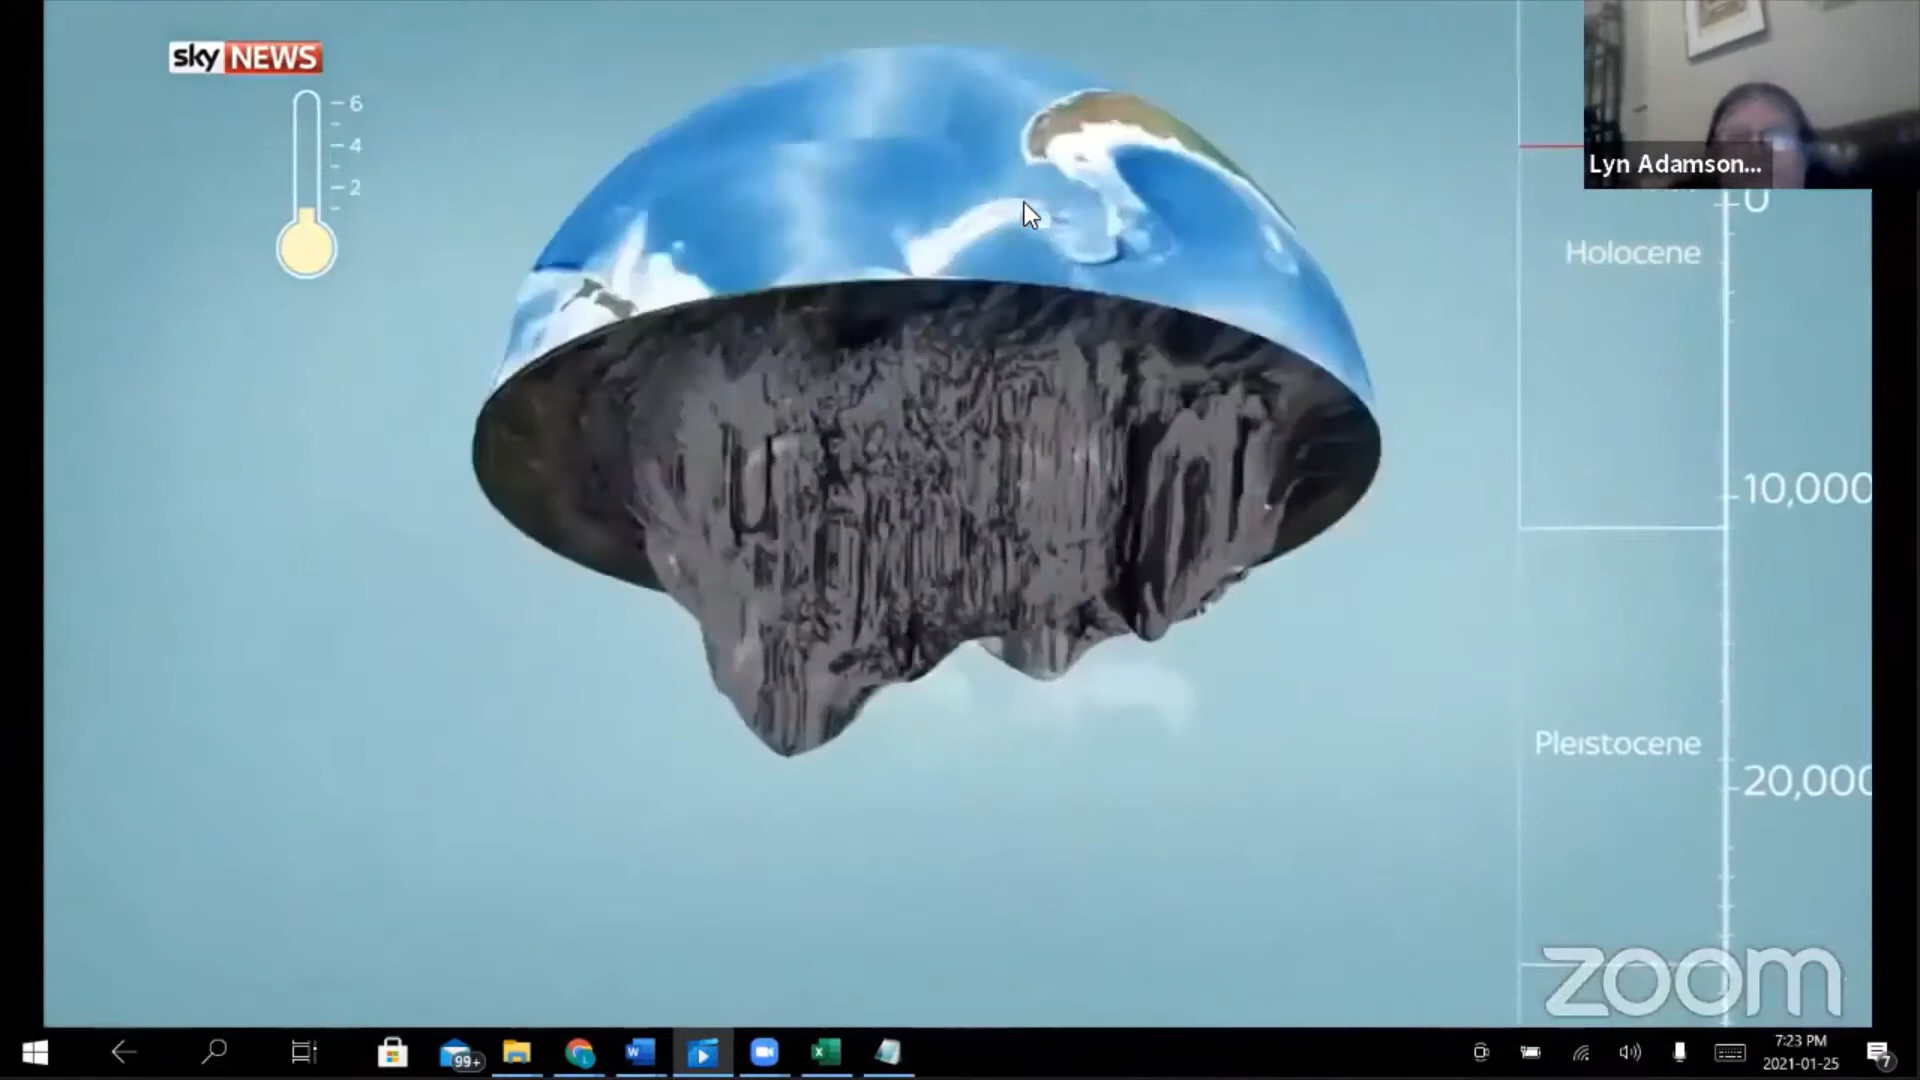 sky NEWS
6
4
2
Lyn Adamson...
0
Holocene
10,000
Pleistocene
20,000
zoom
99+
7:23 PM
2021-01-25
7